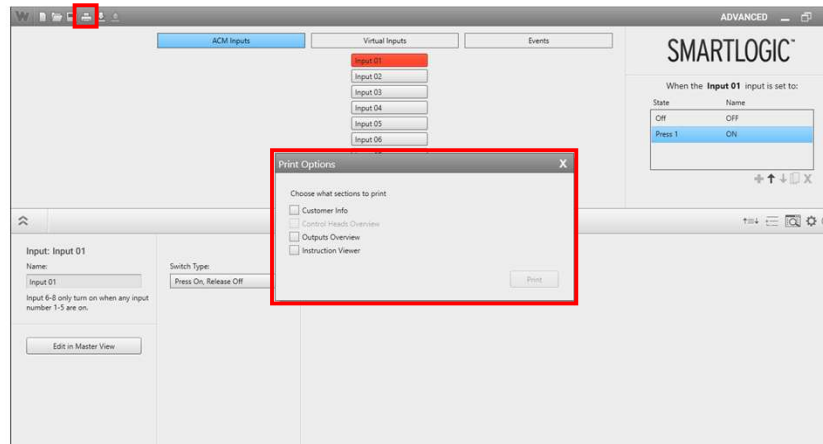 W
ADVANCED
ACM Inputs
Virtual Inputs
Events
Input 01
Input 02
Input 03
Input 04
Input 05
Input 06
SMARTLOGIC™
When the Input 01 input is set to:
State Name
Off OFF
Press 1 ON
X
Print Options X
Choose what sections to print
Customer Info
Control Heads Overview
Outputs Overview
Instruction Viewer
Print
Input: Input 01
Name:
Input 01
Input 6-8 only turn on when any input
number 1-5 are on.
Edit in Master View
Switch Type:
Press On, Release Off